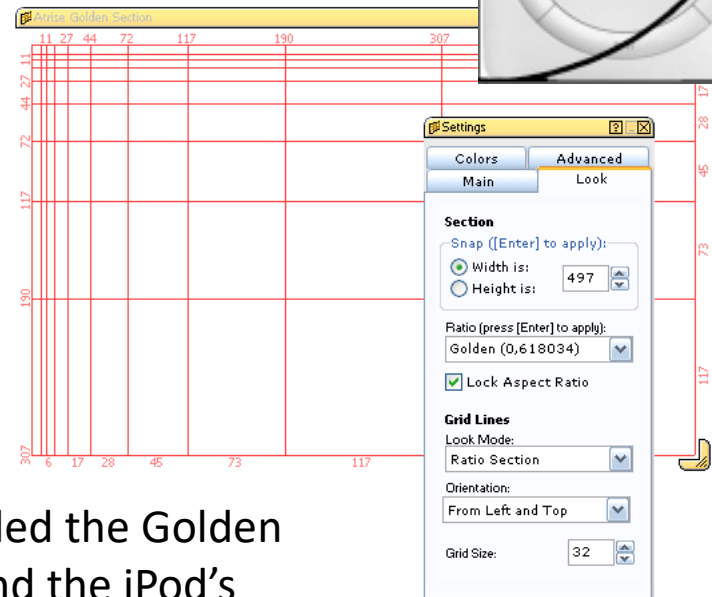 Atrise Golden Section
11 27 44 72 117 190 307
11
27
44
72
117
190
307
17
28
45
73
117
6 17 28 45 73 117
Settings
Colors Advanced
Main Look
Section
Snap ([Enter] to apply):
Width is:
497
Height is:
Ratio (press [Enter] to apply):
Golden (0,618034)
Lock Aspect Ratio
Grid Lines
Look Mode:
Ratio Section
Orientation:
From Left and Top
Grid Size: 32
led the Golden
nd the iPod's